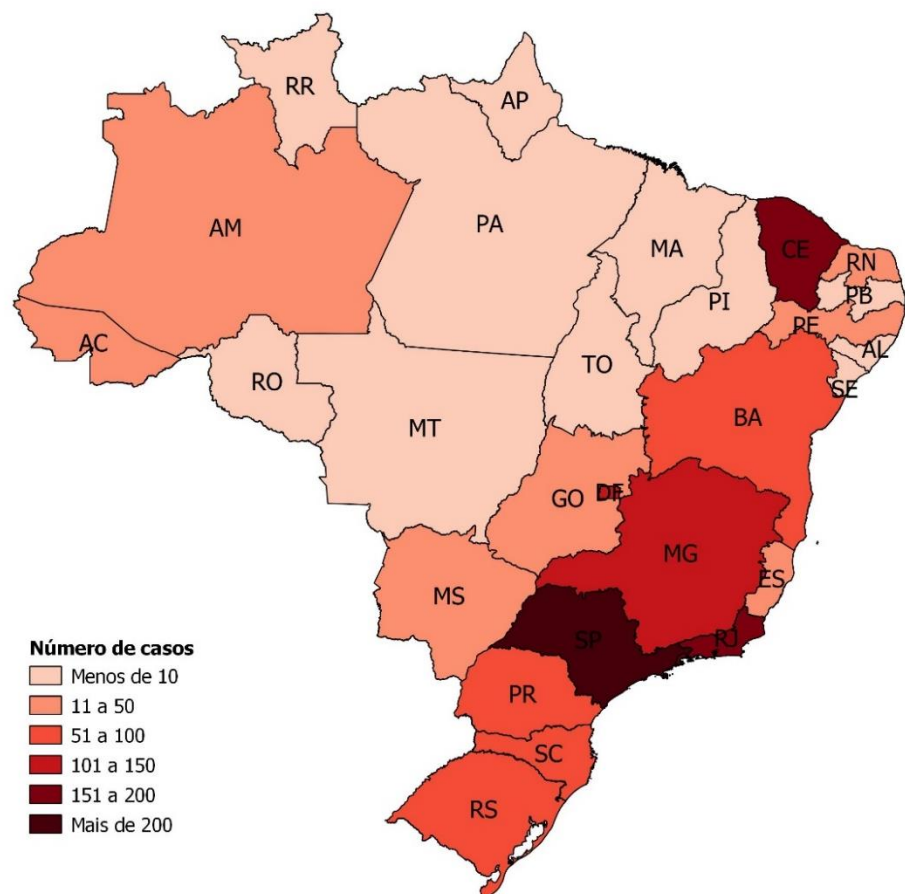 RR
AP
AM
PA
MA
CE
RN
PB
PI
PE
AC
AL
TO
RO
SE
BA
MT
GO
DF
MG
ES
MS
SP
RJ
PR
SC
RS
Número de casos
Menos de 10
11 a 50
51 a 100
101 a 150
151 a 200
Mais de 200